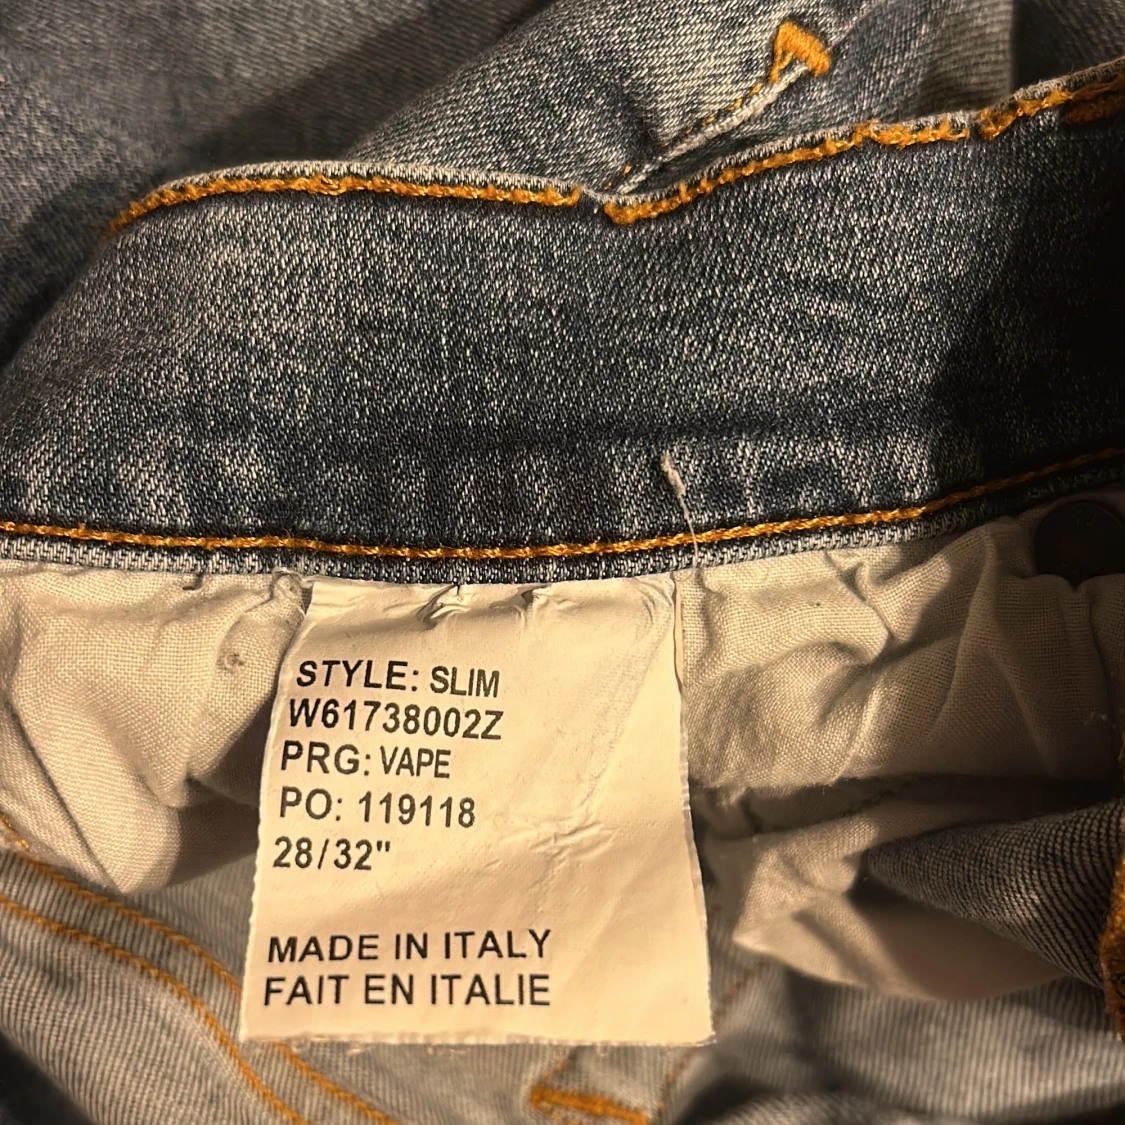 STYLE: SLIM
W61738002Z
PRG: VAPE
PO: 119118
28/32"
MADE IN ITALY
FAIT EN ITALIE